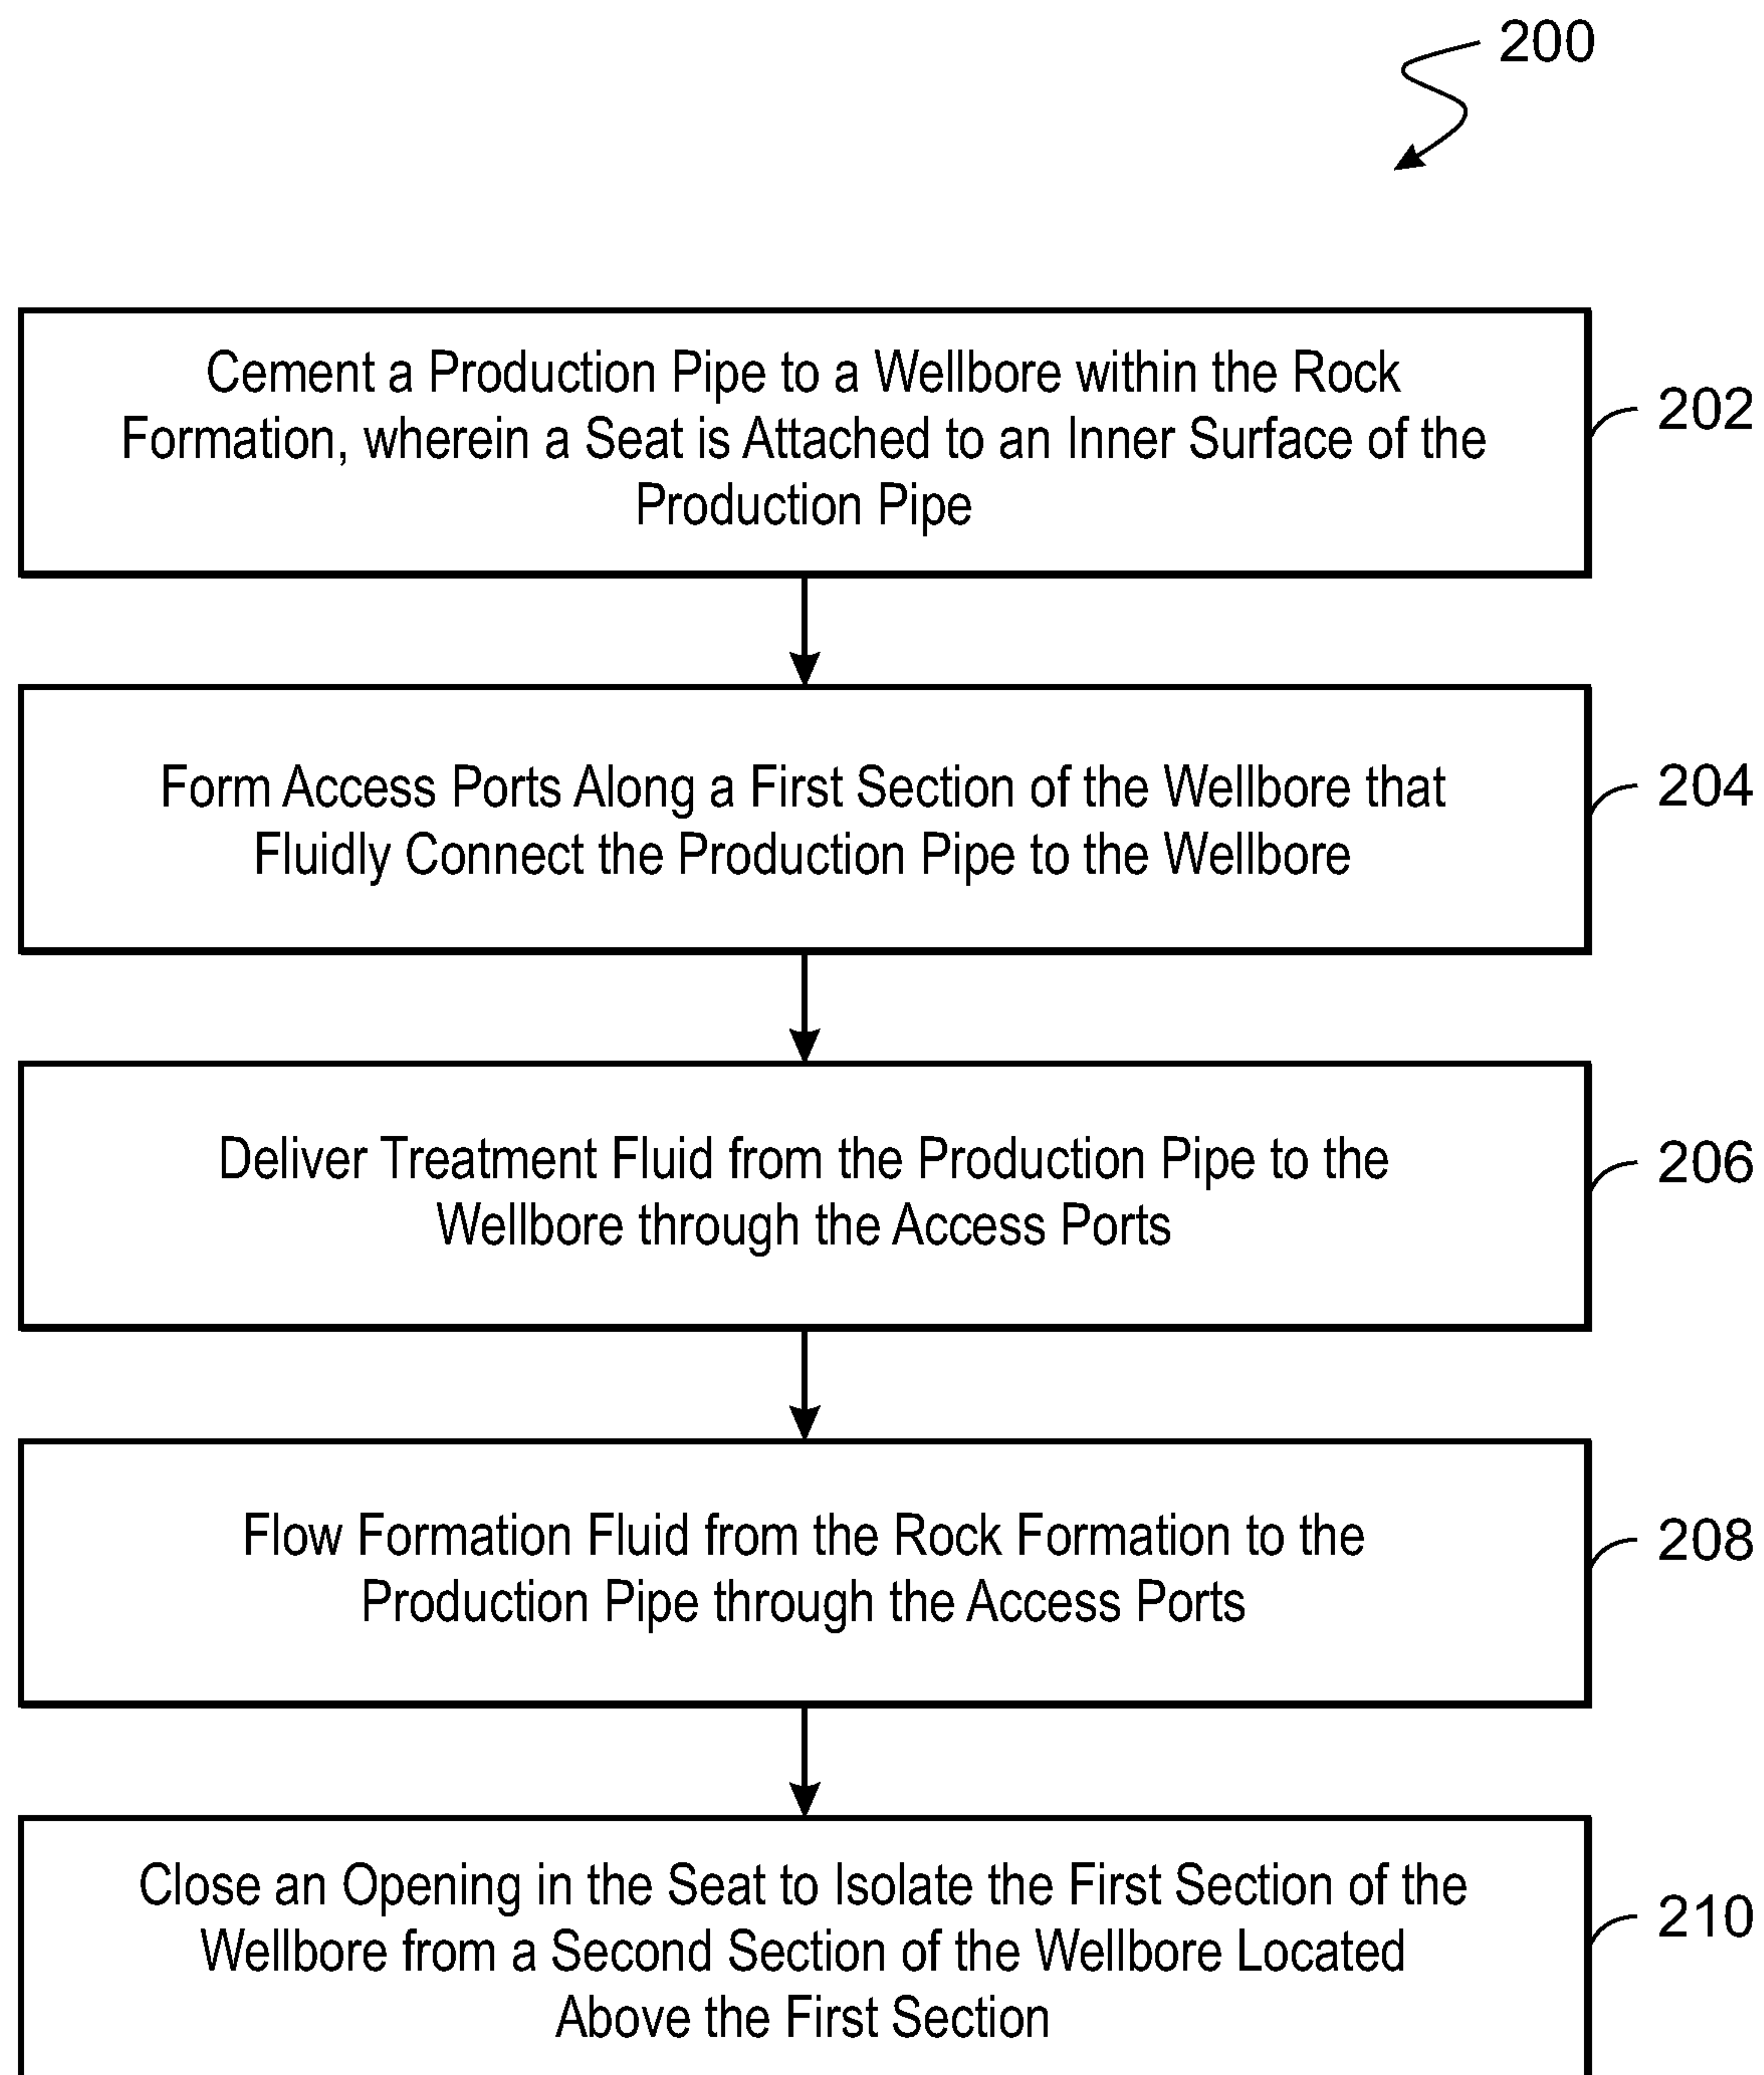 200
Cement a Production Pipe to a Wellbore within the Rock
Formation, wherein a Seat is Attached to an Inner Surface of the
Production Pipe
202
Form Access Ports Along a First Section of the Wellbore that
Fluidly Connect the Production Pipe to the Wellbore
204
Deliver Treatment Fluid from the Production Pipe to the
Wellbore through the Access Ports
206
Flow Formation Fluid from the Rock Formation to the
Production Pipe through the Access Ports
208
Close an Opening in the Seat to Isolate the First Section of the
Wellbore from a Second Section of the Wellbore Located
Above the First Section
210